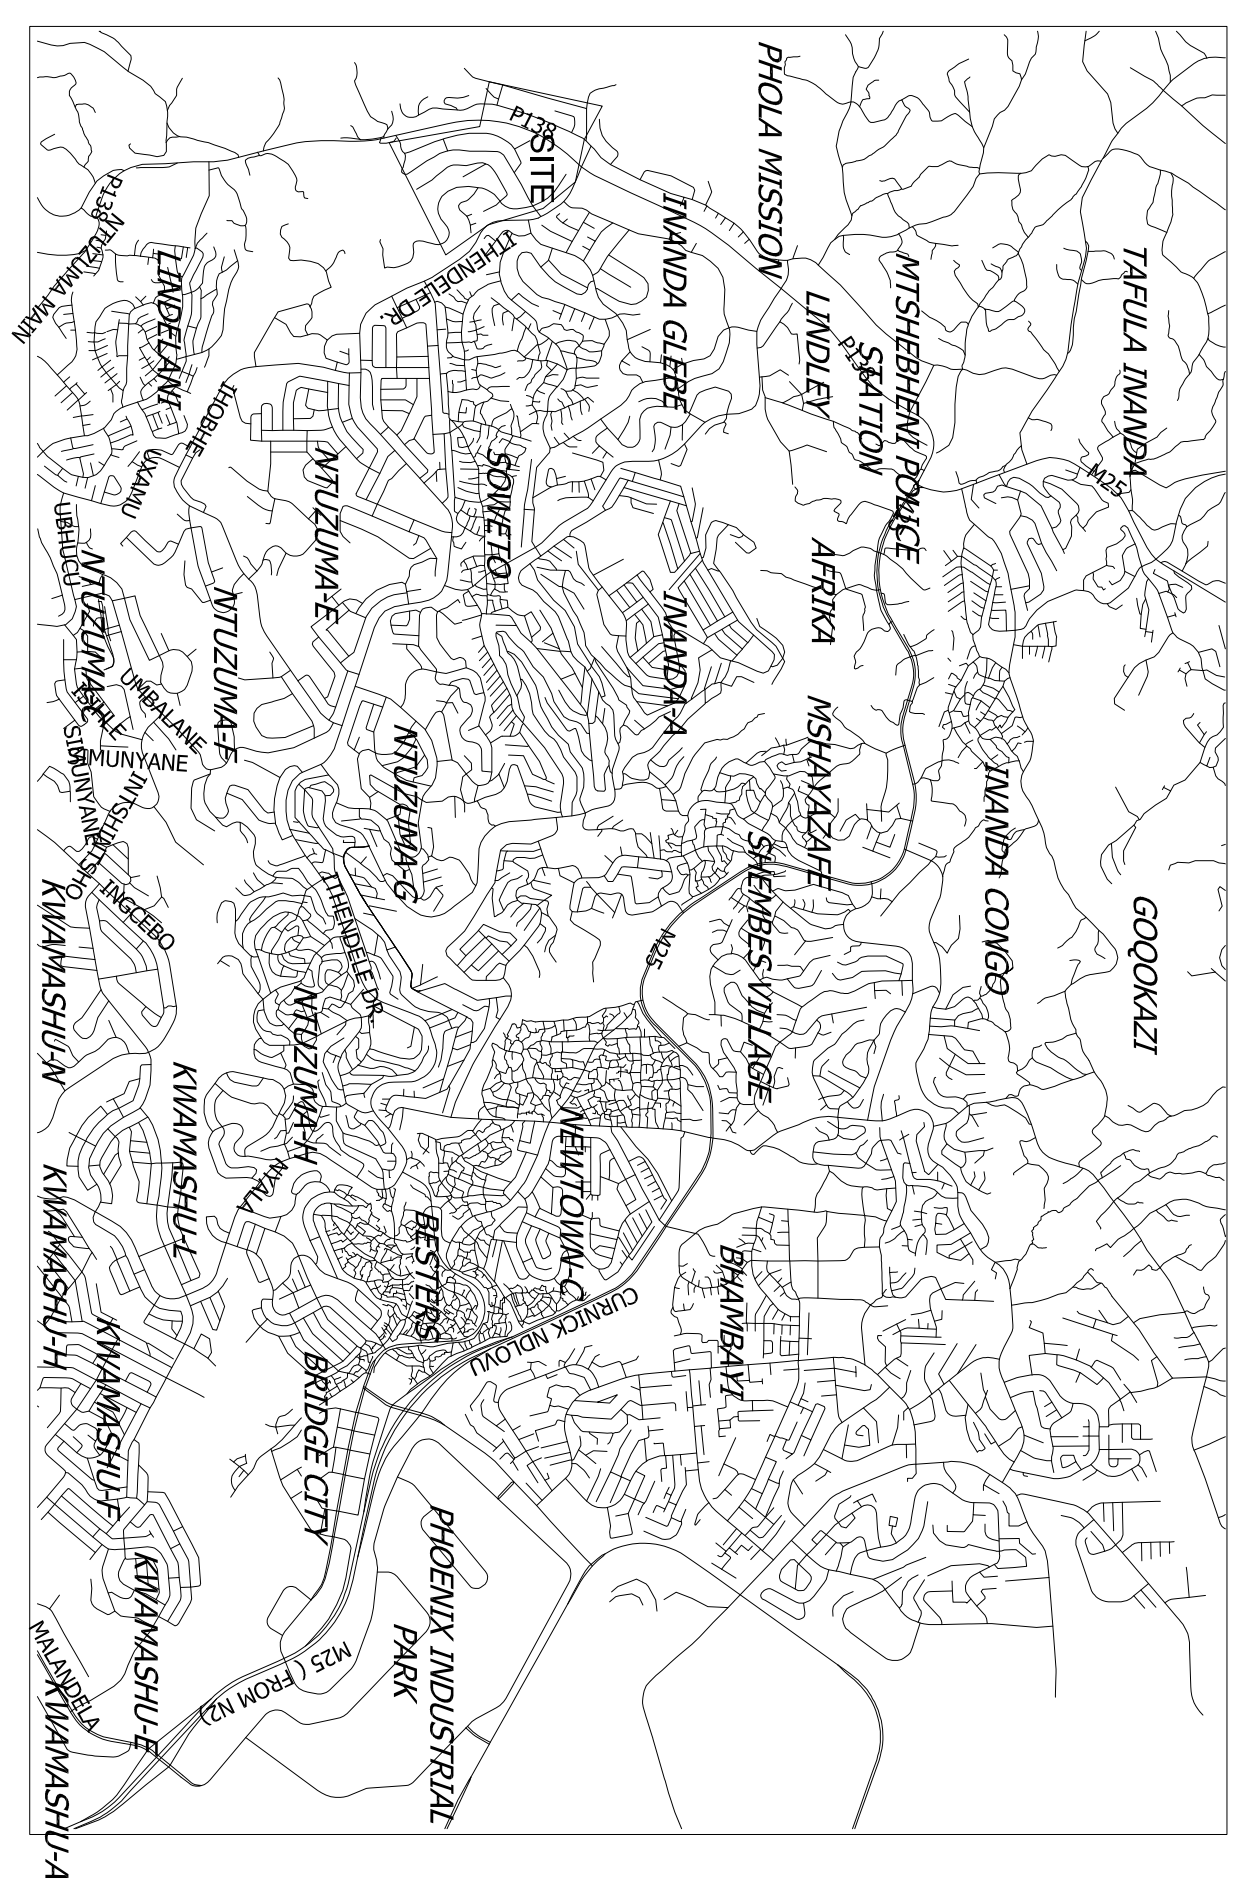 PHOLA MISSION
P138
SITE
P138
NTUZUMA MAIN
LINDELANI
ITHENDELE DR.
INANDA GLEBE
LINDLEY
MTSHEBHENI POLICE
STATION
P138
TAFULA INANDA
M25
THOBHE
UXAMU
UBHUCU
NTUZUMA-E
SOWETO
AFRIKA
INANDA-A
NTUZUMA-F
UMBALANE
SIMUNYANE
SIMUNYANE
INTSHINTSHO
INGCEBO
NTUZUMA-G
MSHAYAZAFE
INANDA CONGO
SHEMBES VILLAGE
GOQOKAZI
M25
ITHENDELE DR.
KWAMASHU-N
NTUZUMA-H
KWAMASHU-L
NYALA
NEWTOWN-C
BESTERS
BHAMBAYI
CURNICK NDLOVU
KWAMASHU-H
KWAMASHU-F
BRIDGE CITY
PHOENIX INDUSTRIAL
PARK
KWAMASHU-E
M25 ( FROM N2)
MALANDELA
KWAMASHU-A